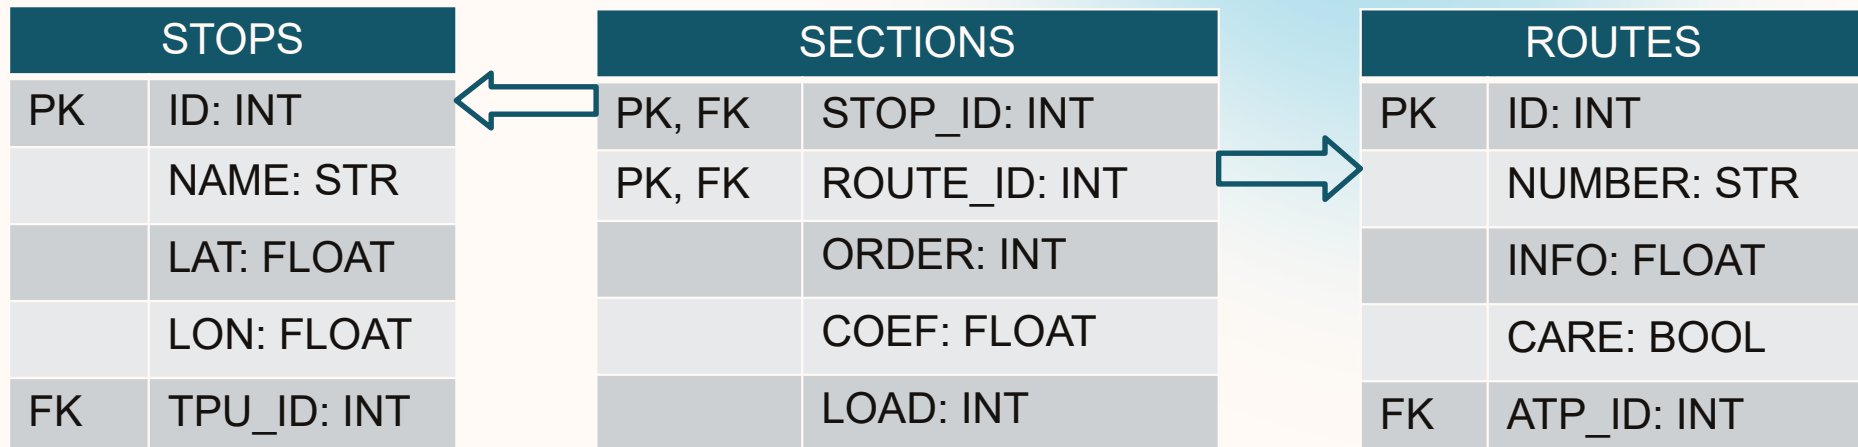 STOPS
PK ID: INT
NAME: STR
LAT: FLOAT
LON: FLOAT
FK TPU_ID: INT
SECTIONS
PK, FK STOP_ID: INT
PK, FK ROUTE_ID: INT
ORDER: INT
COEF: FLOAT
LOAD: INT
ROUTES
PK ID: INT
NUMBER: STR
INFO: FLOAT
CARE: BOOL
FK ATP_ID: INT